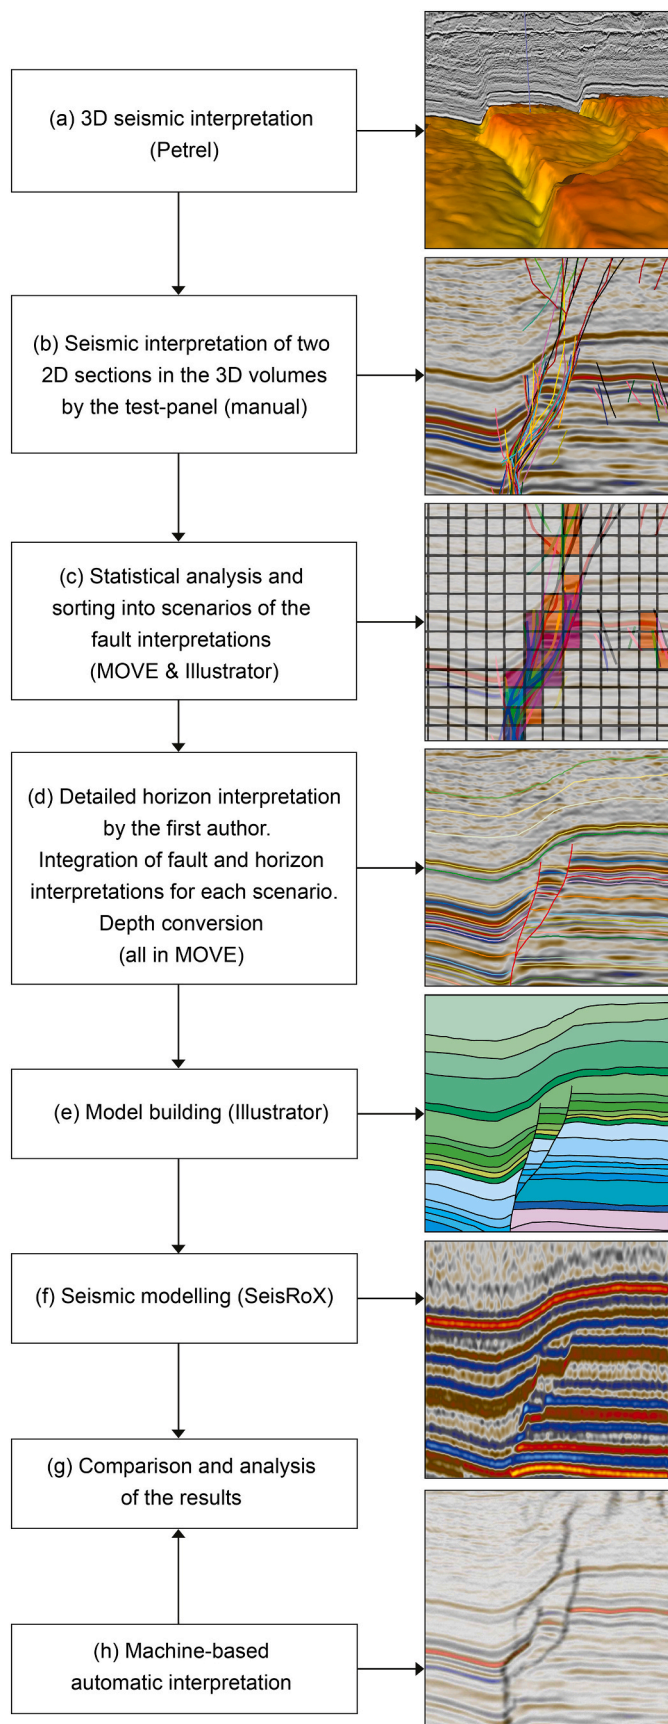 (a) 3D seismic interpretation
(Petrel)
(b) Seismic interpretation of two
2D sections in the 3D volumes
by the test-panel (manual)
(c) Statistical analysis and
sorting into scenarios of the
fault interpretations
(MOVE & Illustrator)
(d) Detailed horizon interpretation
by the first author.
Integration of fault and horizon
interpretations for each scenario.
Depth conversion
(all in MOVE)
(e) Model building (Illustrator)
(f) Seismic modelling (SeisRoX)
(g) Comparison and analysis
of the results
(h) Machine-based
automatic interpretation